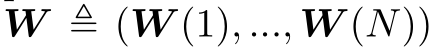 W ≜ (W(1), ..., W(N))